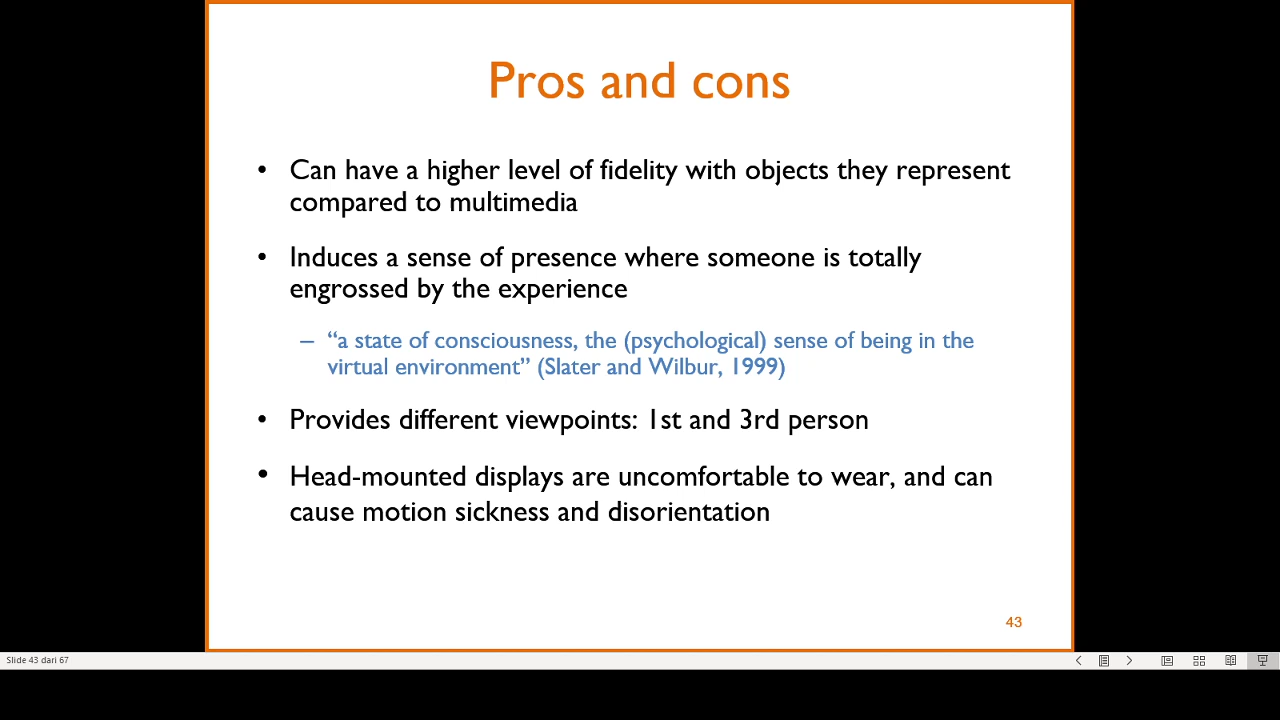 Pros and cons
• Can have a higher level of fidelity with objects they represent
compared to multimedia
• Induces a sense of presence where someone is totally
engrossed by the experience
– “a state of consciousness, the (psychological) sense of being in the
virtual environment” (Slater and Wilbur, 1999)
• Provides different viewpoints: 1st and 3rd person
• Head-mounted displays are uncomfortable to wear, and can
cause motion sickness and disorientation
43
Slide 43 dari 67